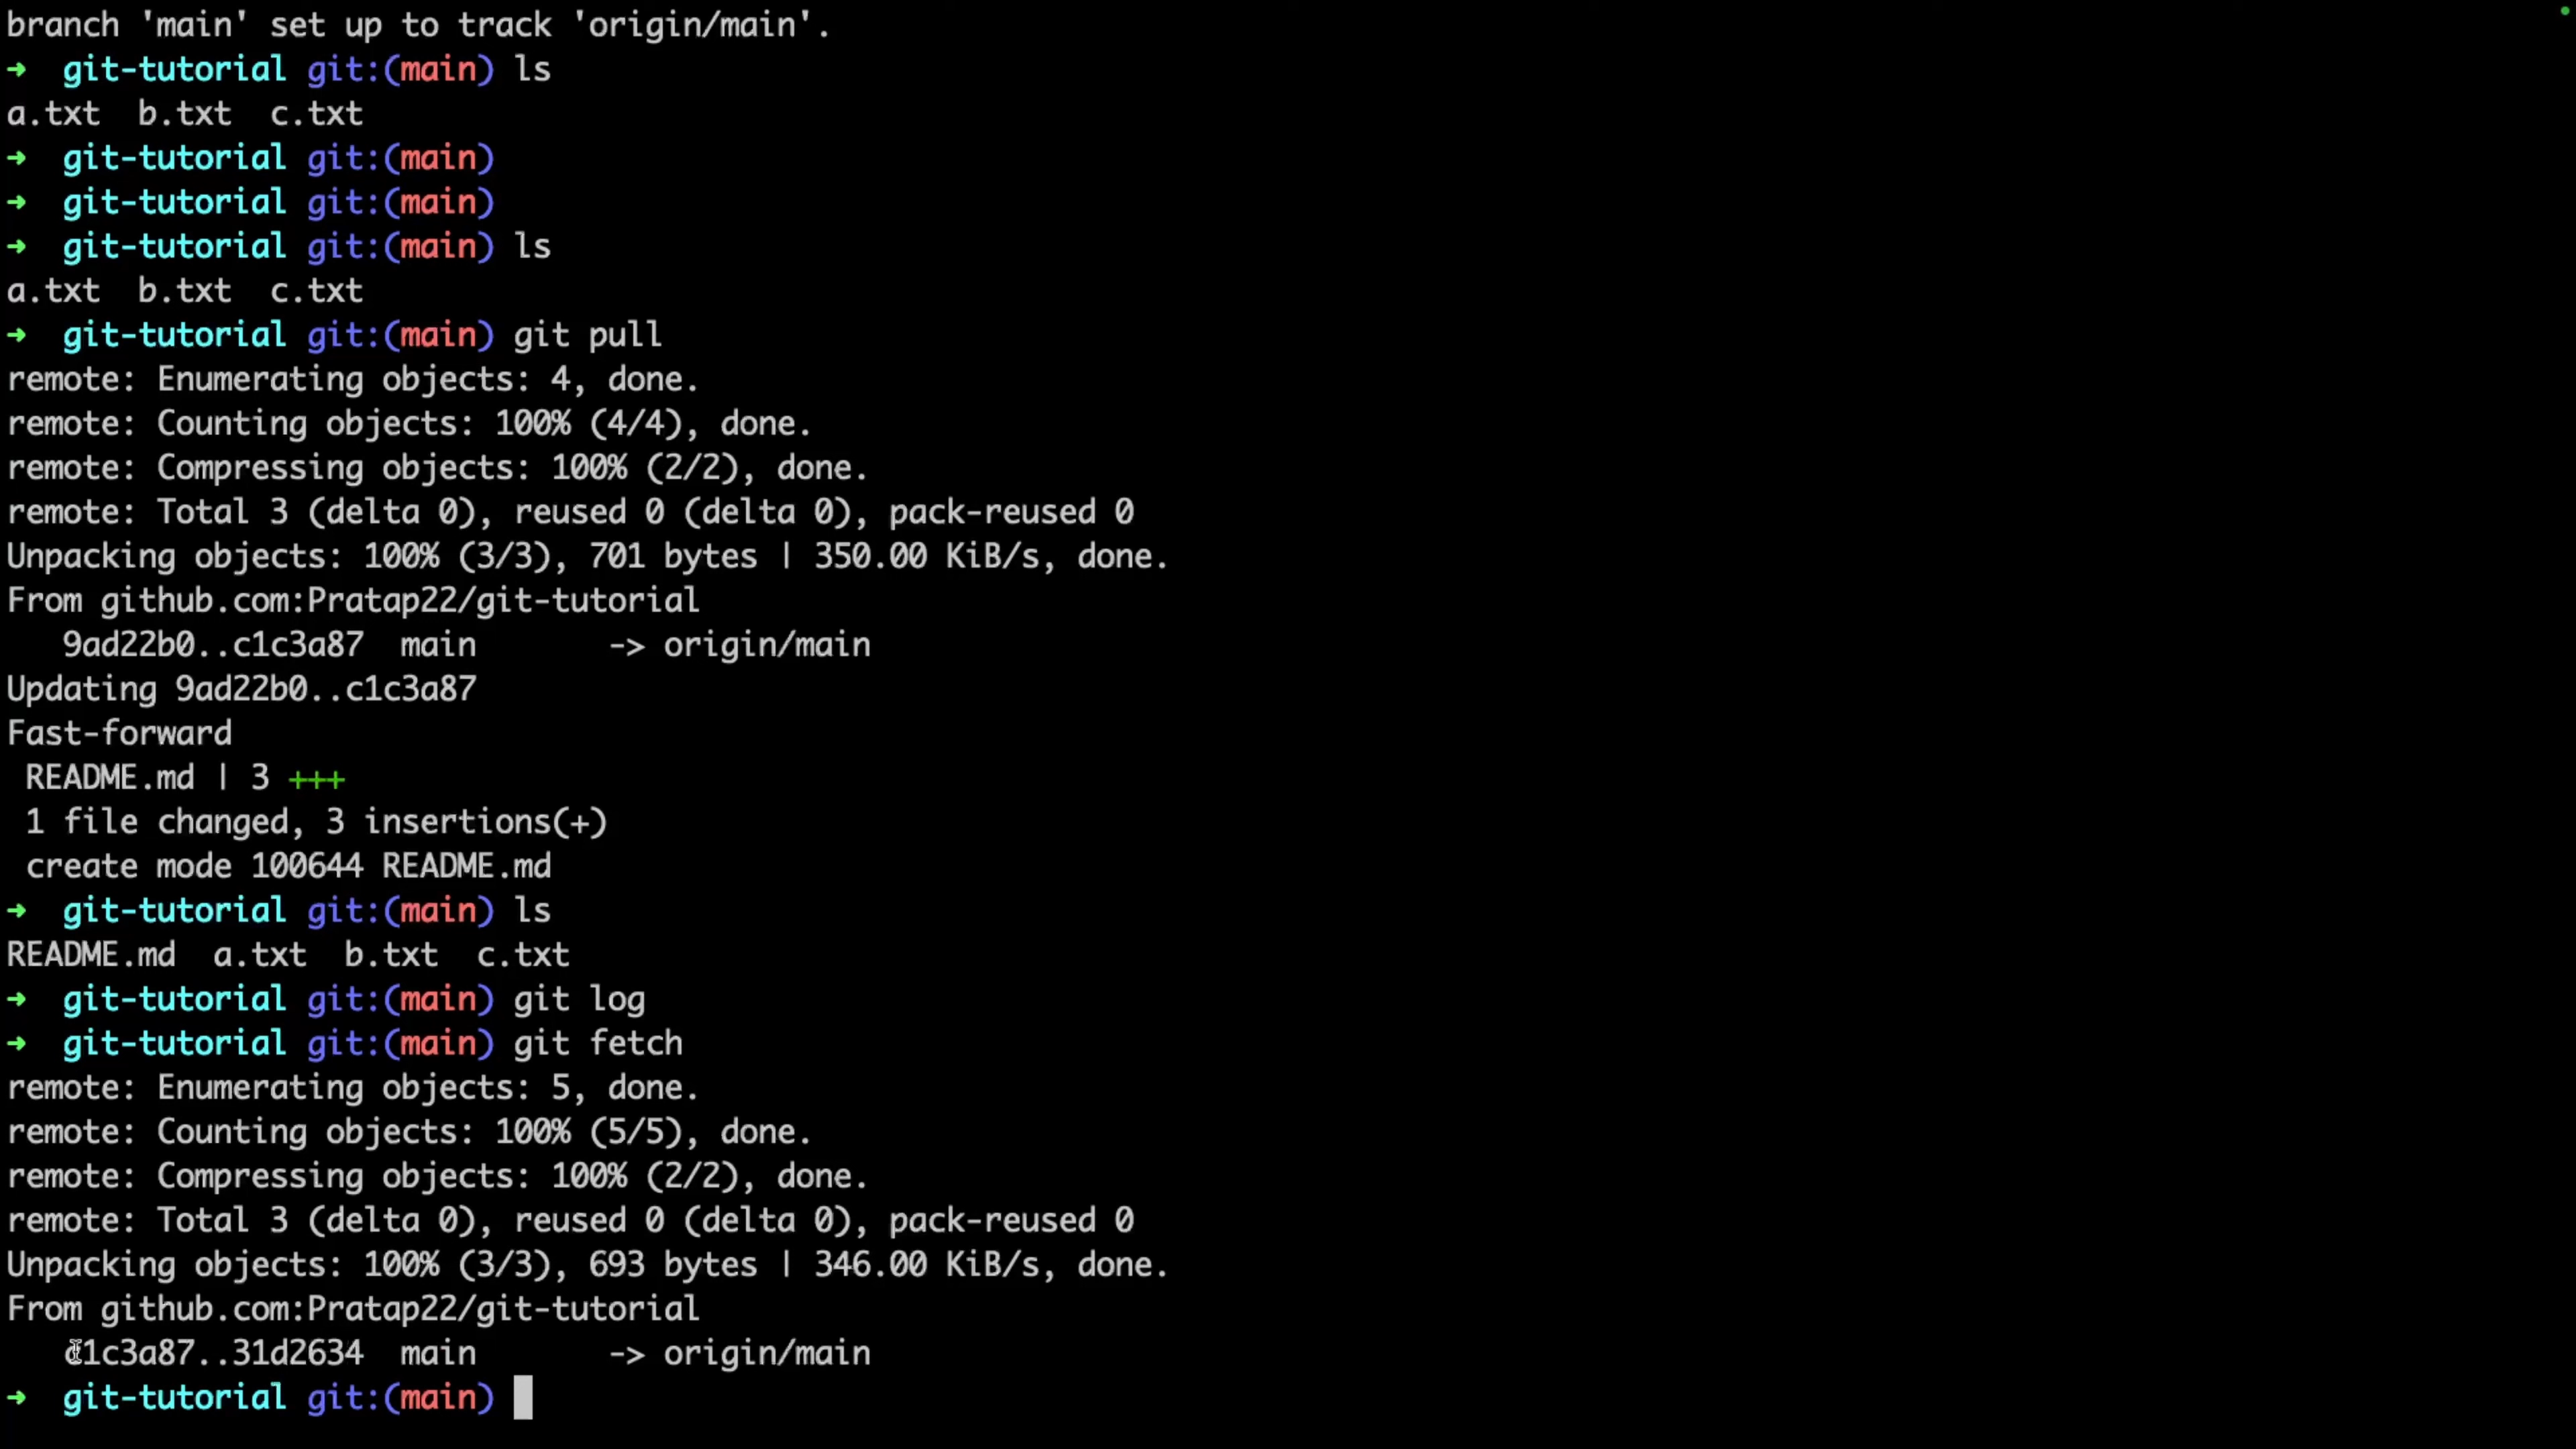 branch 'main' set up to track 'origin/main'.
➜  git-tutorial git:(main) ls
a.txt  b.txt  c.txt
➜  git-tutorial git:(main)
➜  git-tutorial git:(main)
➜  git-tutorial git:(main) ls
a.txt  b.txt  c.txt
➜  git-tutorial git:(main) git pull
remote: Enumerating objects: 4, done.
remote: Counting objects: 100% (4/4), done.
remote: Compressing objects: 100% (2/2), done.
remote: Total 3 (delta 0), reused 0 (delta 0), pack-reused 0
Unpacking objects: 100% (3/3), 701 bytes | 350.00 KiB/s, done.
From github.com:Pratap22/git-tutorial
   9ad22b0..c1c3a87  main       -> origin/main
Updating 9ad22b0..c1c3a87
Fast-forward
 README.md | 3 +++
 1 file changed, 3 insertions(+)
 create mode 100644 README.md
➜  git-tutorial git:(main) ls
README.md  a.txt  b.txt  c.txt
➜  git-tutorial git:(main) git log
➜  git-tutorial git:(main) git fetch
remote: Enumerating objects: 5, done.
remote: Counting objects: 100% (5/5), done.
remote: Compressing objects: 100% (2/2), done.
remote: Total 3 (delta 0), reused 0 (delta 0), pack-reused 0
Unpacking objects: 100% (3/3), 693 bytes | 346.00 KiB/s, done.
From github.com:Pratap22/git-tutorial
   c1c3a87..31d2634  main       -> origin/main
➜  git-tutorial git:(main)